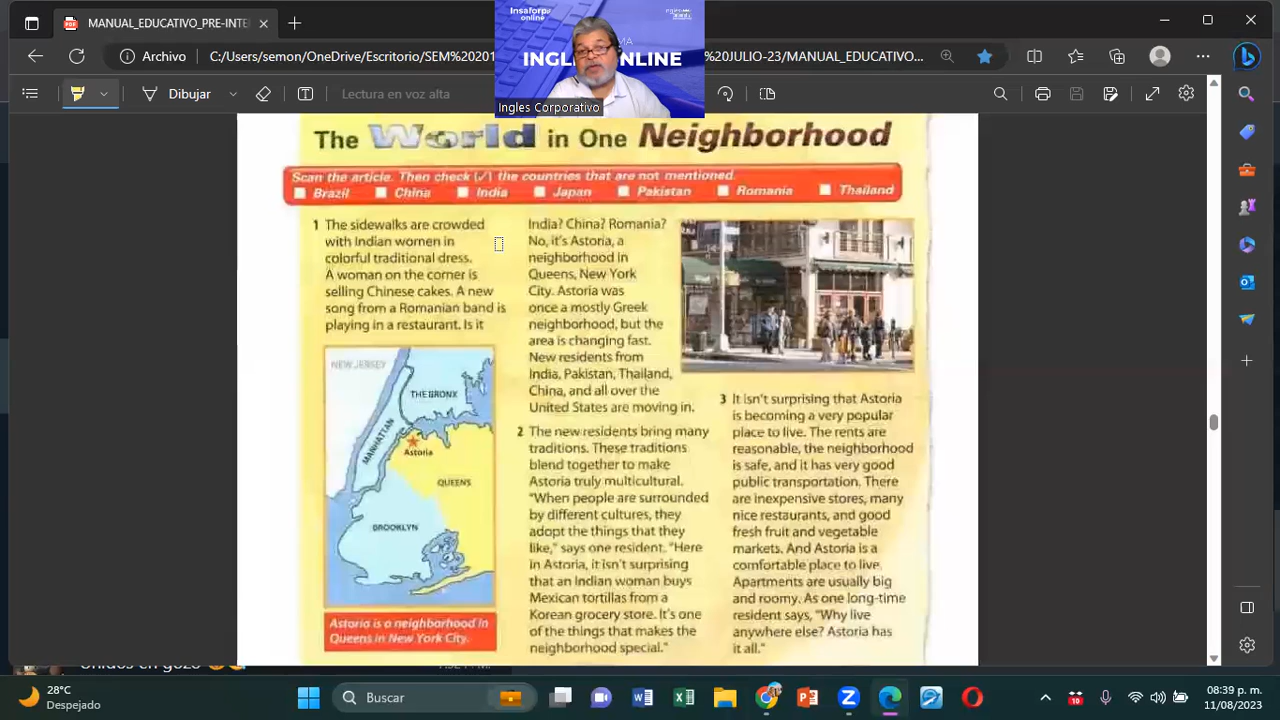 MANUAL_EDUCATIVO_PRE-INTE
Insaforp
online
INGL NLINE
Ingles Corporativo
Archivo
C:/Users/semon/OneDrive/Escritorio/SEM%2001
%20JULIO-23/MANUAL_EDUCATIVO...
Dibujar
Lectura en voz alta
The World in One Neighborhood
Scan the article. Then check (✓) the countries that are not mentioned.
Brazil China India Japan Pakistan Romania Thailand
1 The sidewalks are crowded
with Indian women in
colorful traditional dress.
A woman on the corner is
selling Chinese cakes. A new
song from a Romanian band is
playing in a restaurant. Is it
NEW JERSEY
THE BRONX
MANHATTAN
Astoria
QUEENS
BROOKLYN
Astoria is a neighborhood in
Queens in New York City.
India? China? Romania?
No, it's Astoria, a
neighborhood in
Queens, New York
City. Astoria was
once a mostly Greek
neighborhood, but the
area is changing fast.
New residents from
India, Pakistan, Thailand,
China, and all over the
United States are moving in.
2 The new residents bring many
traditions. These traditions
blend together to make
Astoria truly multicultural.
"When people are surrounded
by different cultures, they
adopt the things that they
like," says one resident. "Here
in Astoria, it isn't surprising
that an Indian woman buys
Mexican tortillas from a
Korean grocery store. It's one
of the things that makes the
neighborhood special."
3 It isn't surprising that Astoria
is becoming a very popular
place to live. The rents are
reasonable, the neighborhood
is safe, and it has very good
public transportation. There
are inexpensive stores, many
nice restaurants, and good
fresh fruit and vegetable
markets. And Astoria is a
comfortable place to live.
Apartments are usually big
and roomy. As one long-time
resident says, "Why live
anywhere else? Astoria has
it all."
28°C
Despejado
Buscar
08:39 p. m.
11/08/2023